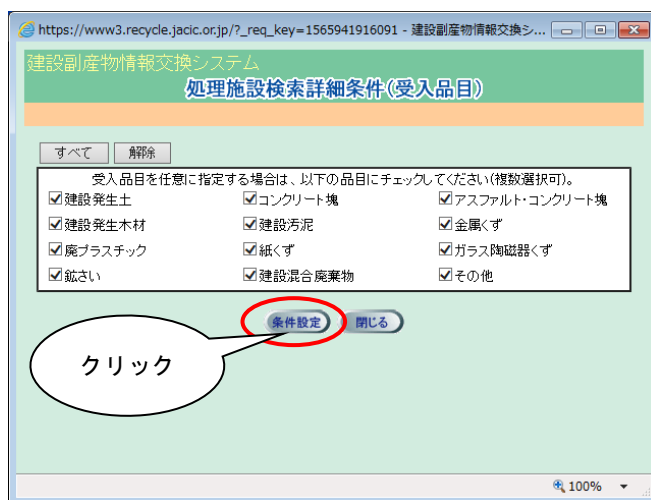 https://www3.recycle.jacic.or.jp/?_req_key=1565941916091 - 建設副産物情報交換シ...
建設副産物情報交換システム
処理施設検索詳細条件(受入品目)
すべて 解除
受入品目を任意に指定する場合は、以下の品目にチェックしてください(複数選択可)。
建設発生土 コンクリート塊 アスファルト・コンクリート塊
建設発生木材 建設汚泥 金属くず
廃プラスチック 紙くず ガラス陶磁器くず
鉱さい 建設混合廃棄物 その他
条件設定 閉じる
クリック
100%